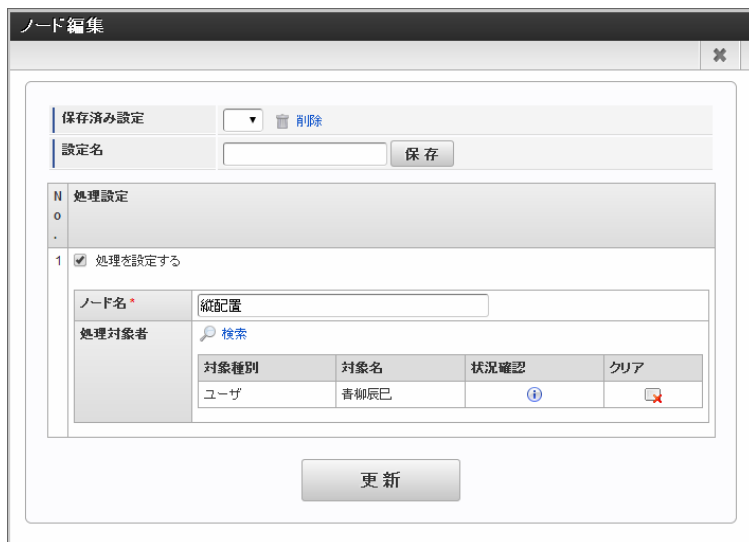 ノード編集
保存済み設定 削除
設定名 保存
No. 処理設定
1 処理を設定する
ノード名* 縦配置
処理対象者 検索
対象種別 対象名 状況確認 クリア
ユーザ 青柳辰巳
更新